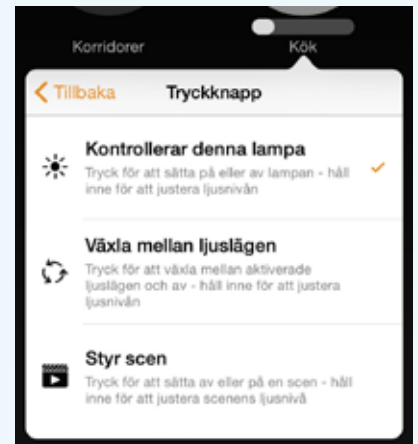 Korridorer
Kök
Tillbaka
Tryckknapp
Kontrollerar denna lampa
Tryck för att sätta på eller av lampan - håll
inne för att justera ljusnivån
Växla mellan ljuslägen
Tryck för att växla mellan aktiverade
ljuslägen och av - håll inne för att justera
ljusnivån
Styr scen
Tryck för att sätta av eller på en scen - håll
inne för att justera scenens ljusnivå